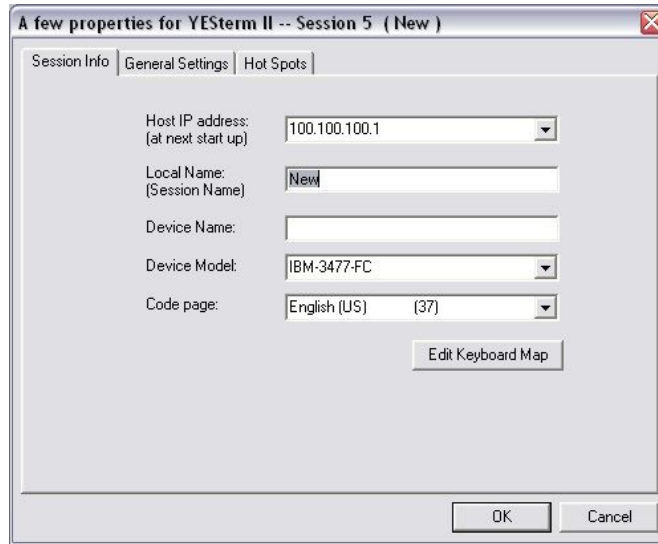 A few properties for YESterm II -- Session 5 ( New )
Session Info General Settings Hot Spots
Host IP address: 100.100.100.1
(at next start up)
Local Name: New
(Session Name)
Device Name:
Device Model: IBM-3477-FC
Code page: English (US) (37)
Edit Keyboard Map
OK Cancel